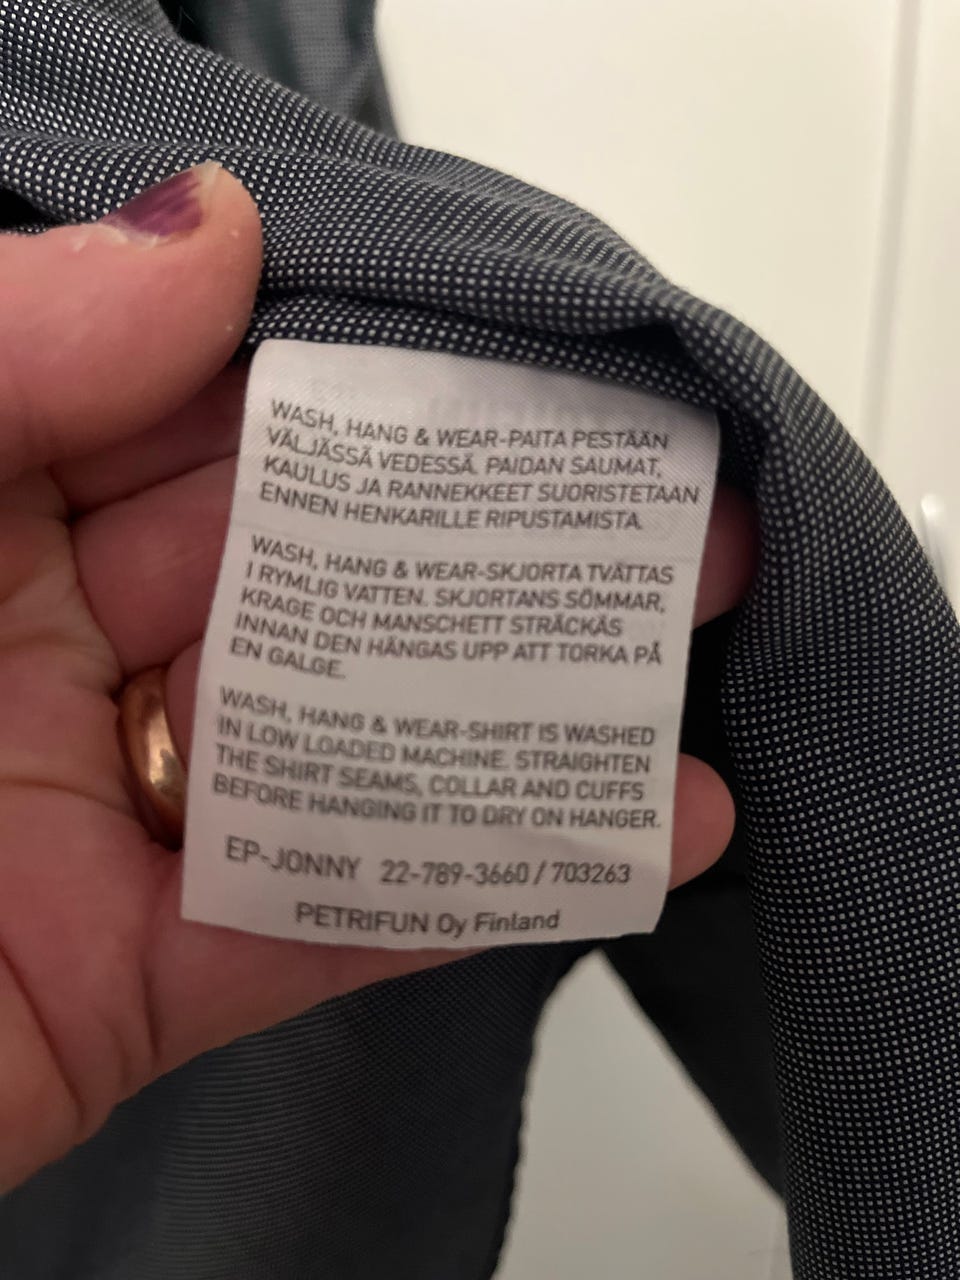 WASH, HANG & WEAR-PAITA PESTÄÄN
VÄLJÄSSÄ VEDESSÄ. PAIDAN SAUMAT,
KAULUS JA RANNEKKEET SUORISTETAAN
ENNEN HENKARILLE RIPUSTAMISTA.
WASH, HANG & WEAR-SKJORTA TVÄTTAS
I RYMLIG VATTEN. SKJORTANS SÖMMAR,
KRAGE OCH MANSCHETT STRÄCKÄS
INNAN DEN HÄNGAS UPP ATT TORKA PÅ
EN GALGE.
WASH, HANG & WEAR-SHIRT IS WASHED
IN LOW LOADED MACHINE. STRAIGHTEN
THE SHIRT SEAMS, COLLAR AND CUFFS
BEFORE HANGING IT TO DRY ON HANGER.
EP-JONNY 22-789-3660 / 703263
PETRIFUN Oy Finland